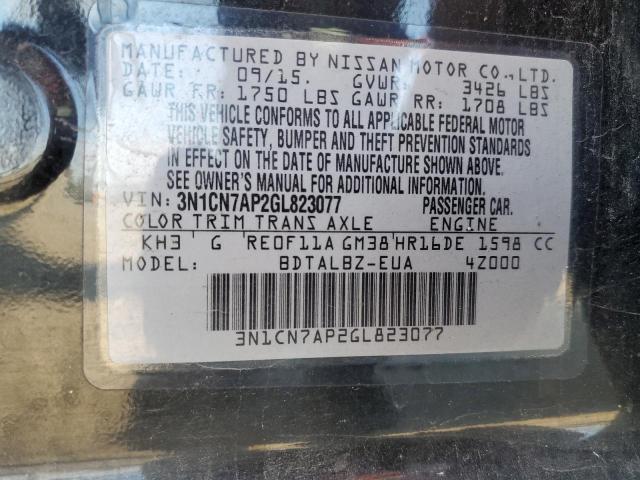 MANUFACTURED BY NISSAN MOTOR CO.,LTD.
DATE: 09/15. GVWR: 3426 LBS
GAWR FR: 1750 LBS GAWR RR: 1708 LBS
THIS VEHICLE CONFORMS TO ALL APPLICABLE FEDERAL MOTOR
VEHICLE SAFETY, BUMPER AND THEFT PREVENTION STANDARDS
IN EFFECT ON THE DATE OF MANUFACTURE SHOWN ABOVE.
SEE OWNER'S MANUAL FOR ADDITIONAL INFORMATION.
VIN: 3N1CN7AP2GL823077 PASSENGER CAR.
COLOR TRIM TRANS AXLE ENGINE
KH3 G RE0F11A GM38 HR16DE 1598 CC
MODEL BDTALBZ-EUA 4Z000
3N1CN7AP2GL823077